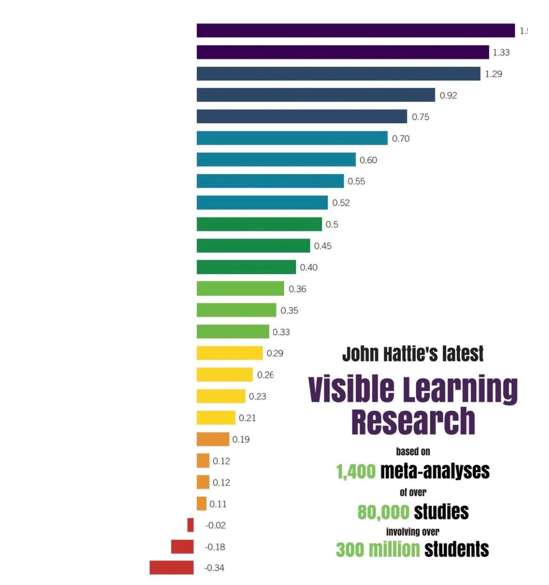 1.33
1.29
0.92
0.75
0.70
0.60
0.55
0.52
0.5
0.45
0.40
0.36
0.35
0.33
0.29
0.26
0.23
0.21
0.19
0.12
0.12
0.11
-0.02
-0.18
-0.34
John Hattie's latest
Visible Learning
Research
based on
1,400 meta-analyses
of over
80,000 studies
involving over
300 million students